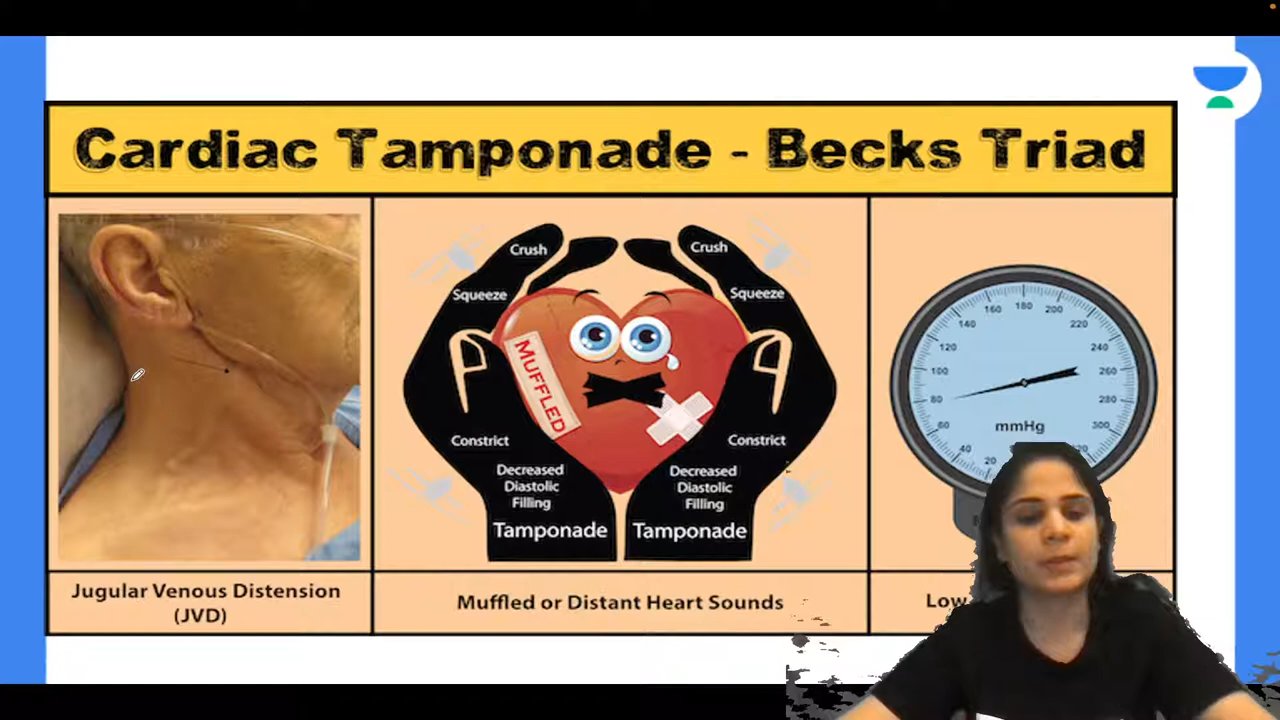 Cardiac Tamponade - Becks Triad
Crush
Squeeze
Constrict
Decreased
Diastolic
Filling
Tamponade
MUFFLED
Crush
Squeeze
Constrict
Decreased
Diastolic
Filling
Tamponade
20
40
60
80
100
120
140
160
180
200
220
240
260
280
300
mmHg
Jugular Venous Distension
(JVD)
Muffled or Distant Heart Sounds
Low